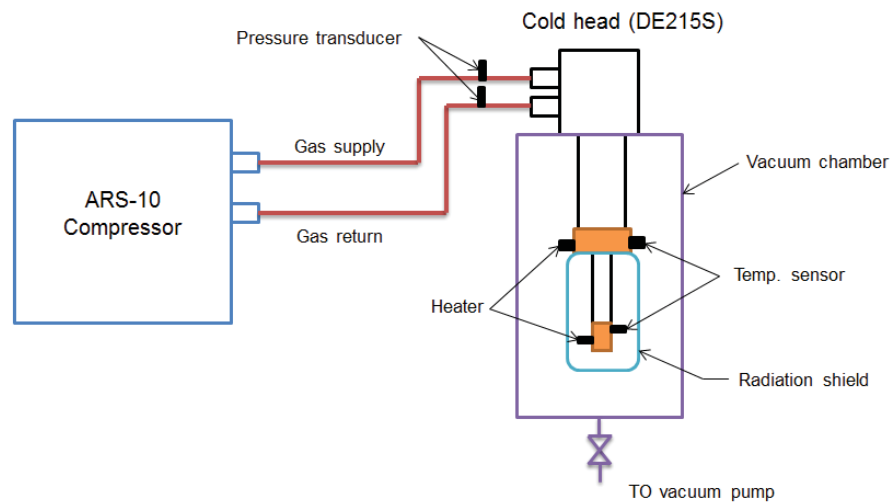 Cold head (DE215S)
Pressure transducer
Gas supply
Vacuum chamber
ARS-10
Compressor
Gas return
Temp. sensor
Heater
Radiation shield
TO vacuum pump